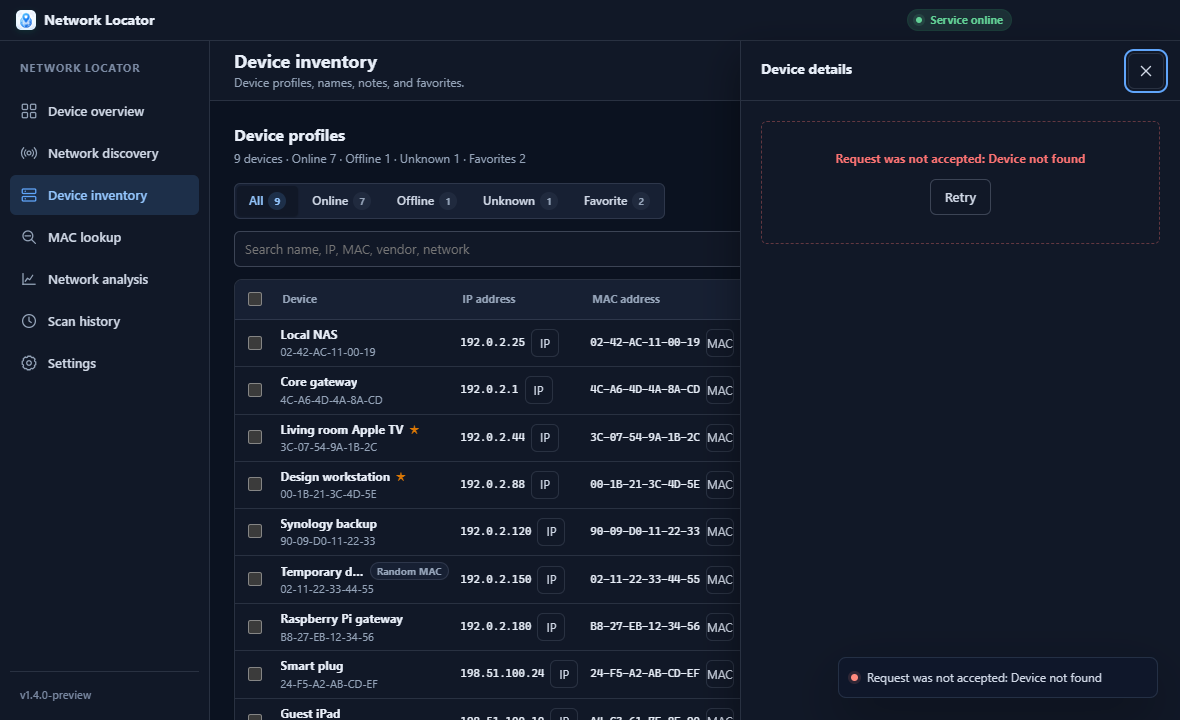 Network Locator
Service online
NETWORK LOCATOR
Device overview
Network discovery
Device inventory
MAC lookup
Network analysis
Scan history
Settings
v1.4.0-preview
Device inventory
Device profiles, names, notes, and favorites.
Device profiles
9 devices · Online 7 · Offline 1 · Unknown 1 · Favorites 2
All 9 Online 7 Offline 1 Unknown 1 Favorite 2
Search name, IP, MAC, vendor, network
Device IP address MAC address
Local NAS
02-42-AC-11-00-19
192.0.2.25 IP 02-42-AC-11-00-19 MAC
Core gateway
4C-A6-4D-4A-8A-CD
192.0.2.1 IP 4C-A6-4D-4A-8A-CD MAC
Living room Apple TV ★
3C-07-54-9A-1B-2C
192.0.2.44 IP 3C-07-54-9A-1B-2C MAC
Design workstation ★
00-1B-21-3C-4D-5E
192.0.2.88 IP 00-1B-21-3C-4D-5E MAC
Synology backup
90-09-D0-11-22-33
192.0.2.120 IP 90-09-D0-11-22-33 MAC
Temporary d... Random MAC
02-11-22-33-44-55
192.0.2.150 IP 02-11-22-33-44-55 MAC
Raspberry Pi gateway
B8-27-EB-12-34-56
192.0.2.180 IP B8-27-EB-12-34-56 MAC
Smart plug
24-F5-A2-AB-CD-EF
198.51.100.24 IP 24-F5-A2-AB-CD-EF MAC
Guest iPad
Device details
Request was not accepted: Device not found
Retry
Request was not accepted: Device not found